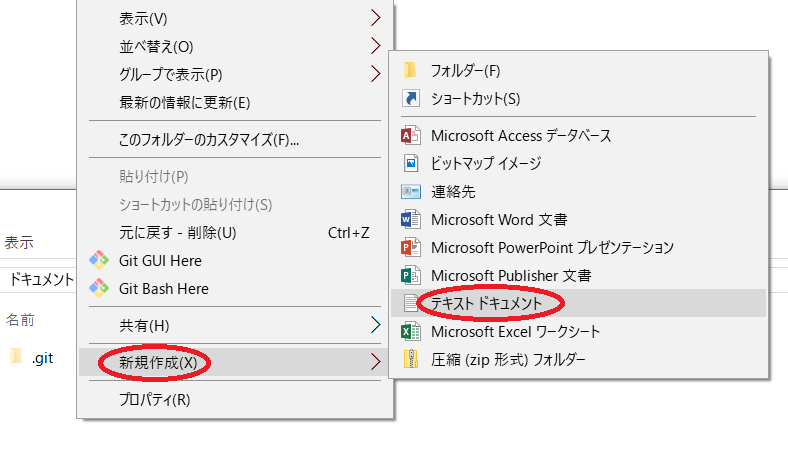 表示(V)
並べ替え(O)
グループで表示(P)
最新の情報に更新(E)
このフォルダーのカスタマイズ(F)...
貼り付け(P)
ショートカットの貼り付け(S)
元に戻す - 削除(U) Ctrl+Z
Git GUI Here
Git Bash Here
共有(H)
新規作成(X)
プロパティ(R)
フォルダー(F)
ショートカット(S)
Microsoft Access データベース
ビットマップ イメージ
連絡先
Microsoft Word 文書
Microsoft PowerPoint プレゼンテーション
Microsoft Publisher 文書
テキスト ドキュメント
Microsoft Excel ワークシート
圧縮 (zip 形式) フォルダー
表示
ドキュメント
名前
.git